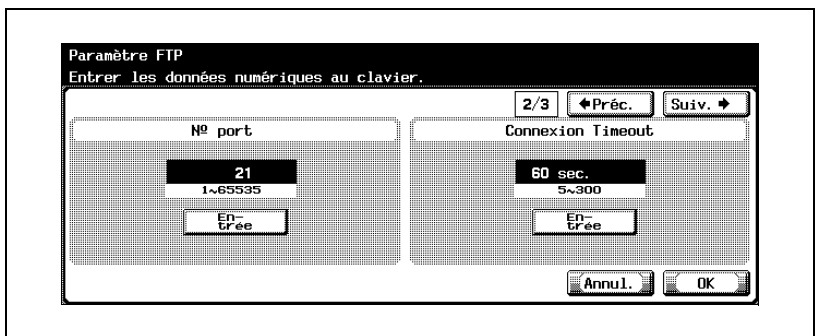 Paramètre FTP
Entrer les données numériques au clavier.
2/3 ←Préc. Suiv. →
Nº port
Connexion Timeout
21
1~65535
60 sec.
5~300
En-
trée
En-
trée
Annul. OK